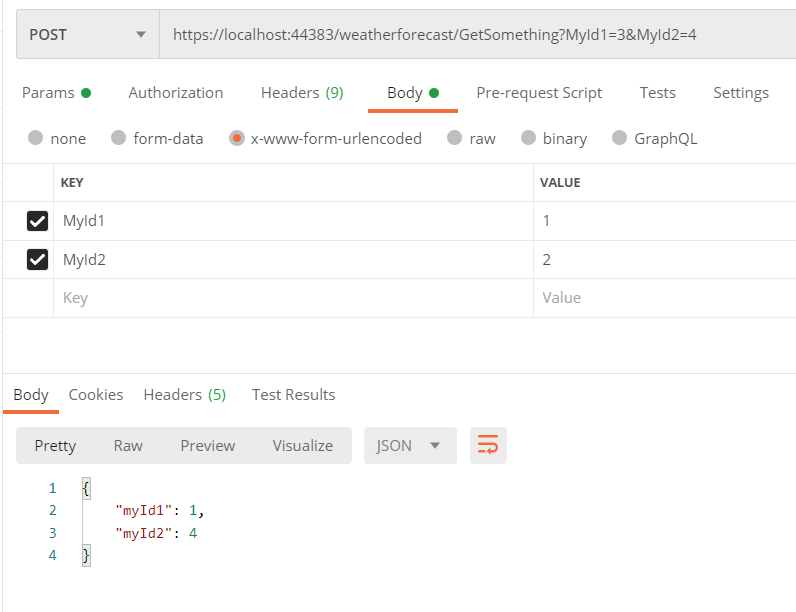 POST https://localhost:44383/weatherforecast/GetSomething?MyId1=3&MyId2=4
Params Authorization Headers (9) Body Pre-request Script Tests Settings
none form-data x-www-form-urlencoded raw binary GraphQL
KEY VALUE
MyId1 1
MyId2 2
Key Value
Body Cookies Headers (5) Test Results
Pretty Raw Preview Visualize JSON
1 {
2 "myId1": 1,
3 "myId2": 4
4 }